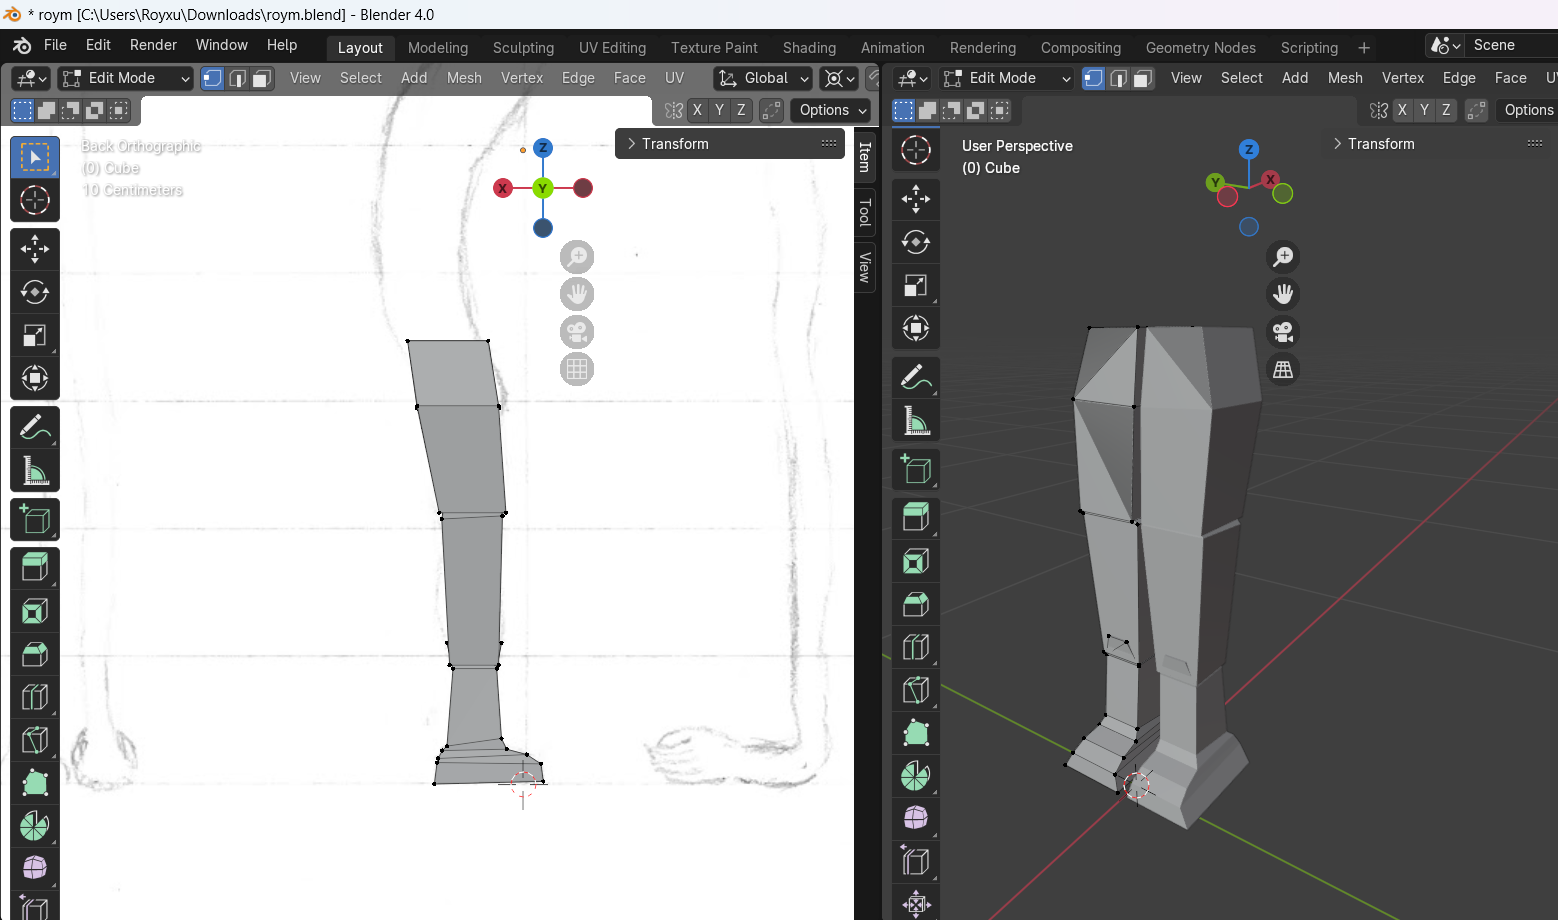 * roym [C:\Users\Royxu\Downloads\roym.blend] - Blender 4.0
File Edit Render Window Help Layout Modeling Sculpting UV Editing Texture Paint Shading Animation Rendering Compositing Geometry Nodes Scripting + Scene
Edit Mode View Select Add Mesh Vertex Edge Face UV Global
X Y Z Options
Transform
Back Orthographic
(0) Cube
10 Centimeters
Z
X Y
Item
Tool
View
Edit Mode View Select Add Mesh Vertex Edge Face
X Y Z Options
User Perspective
(0) Cube
Transform
Z
Y X